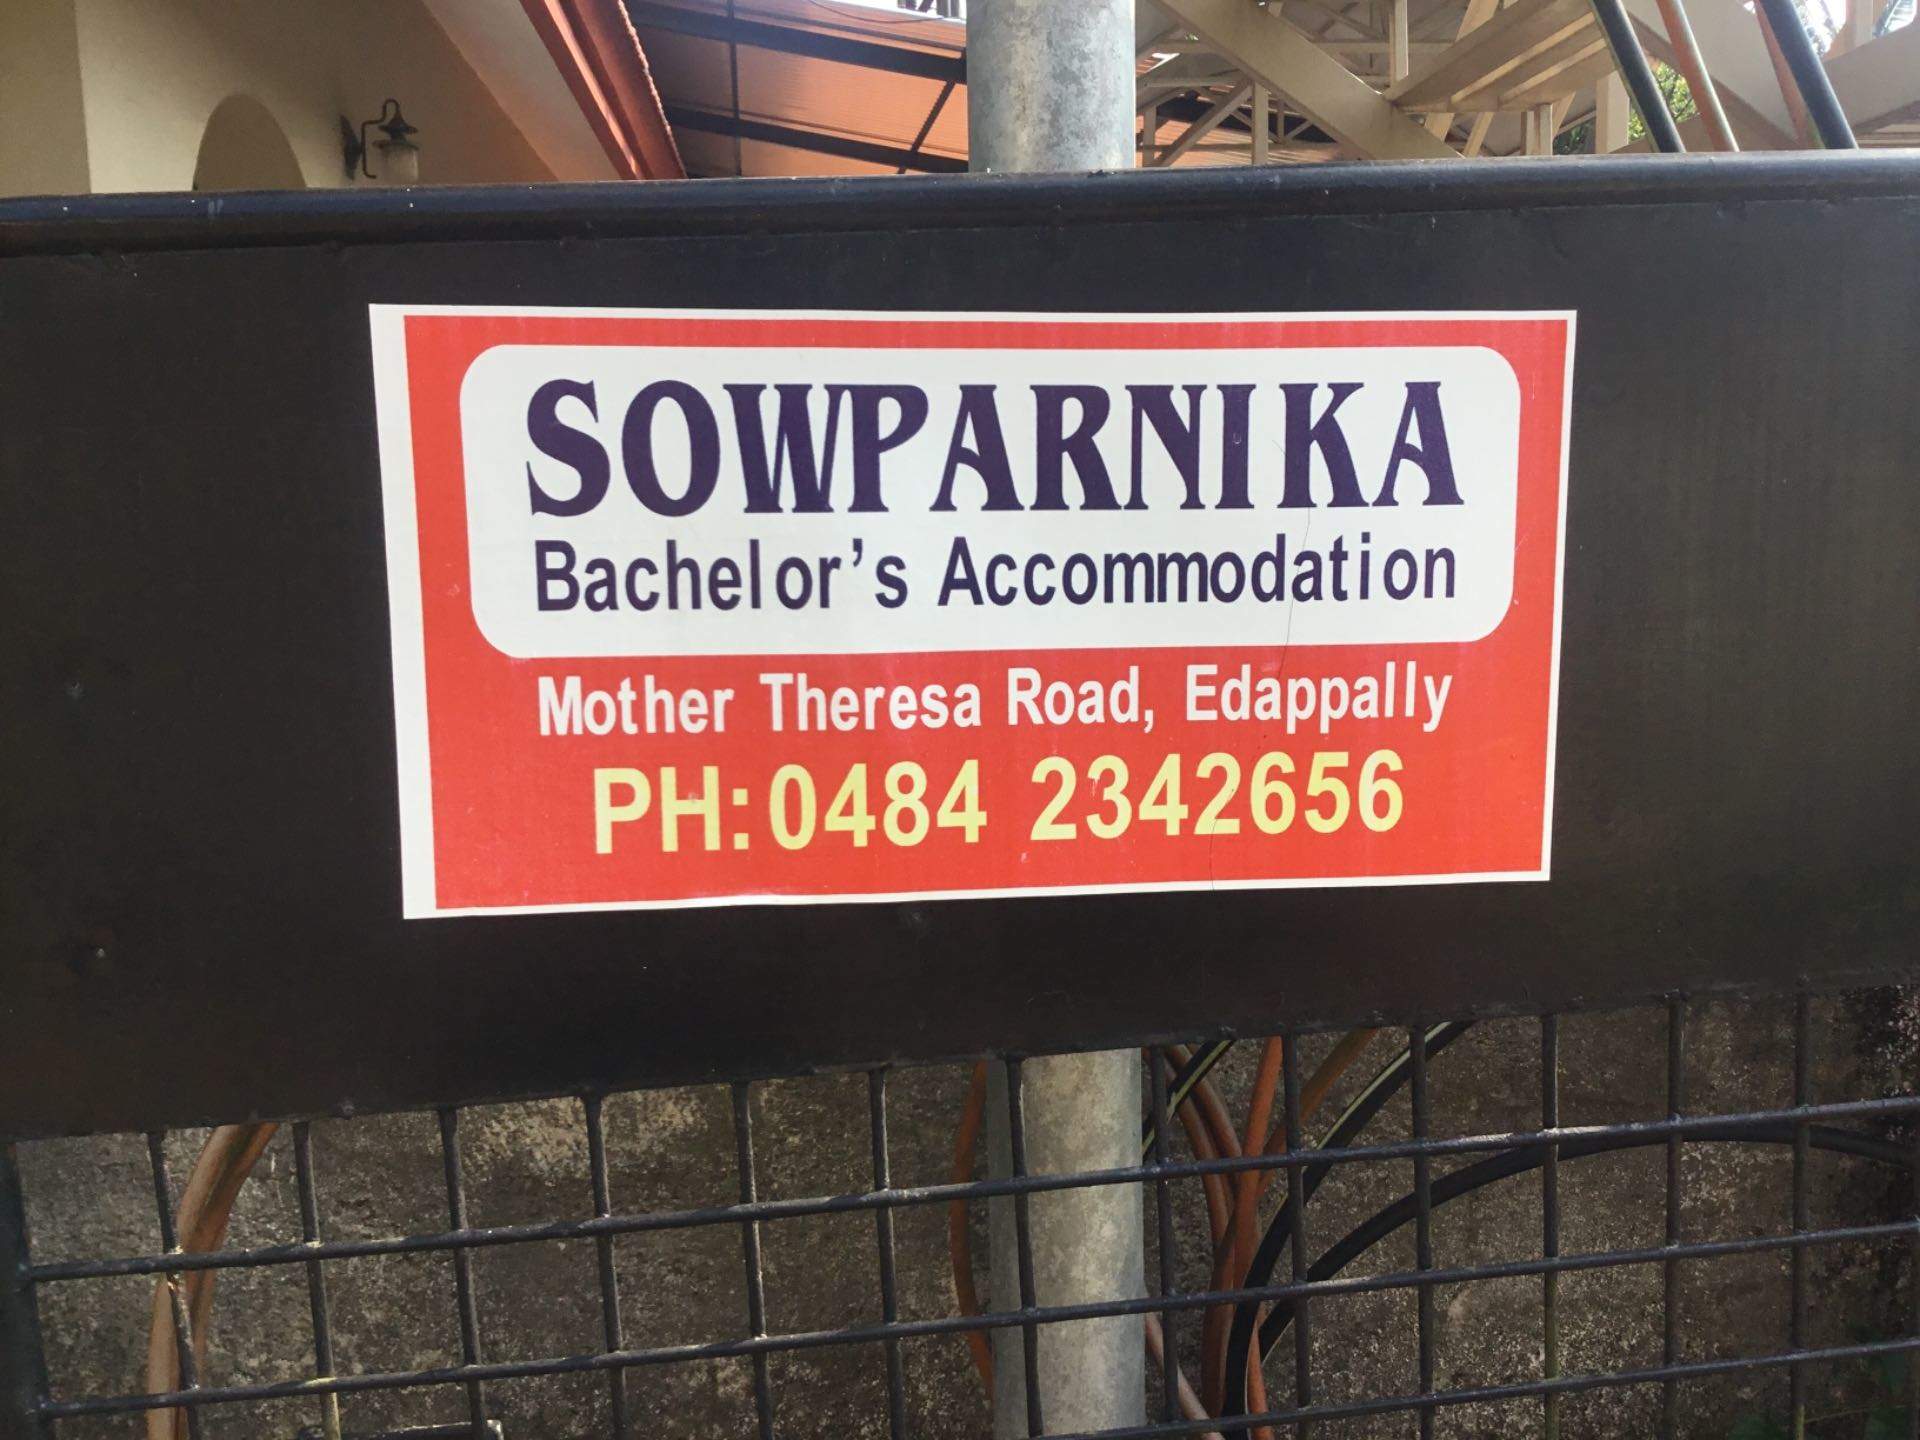 SOWPARNIKA
Bachelor's Accommodation
Mother Theresa Road, Edappally
PH:0484 2342656